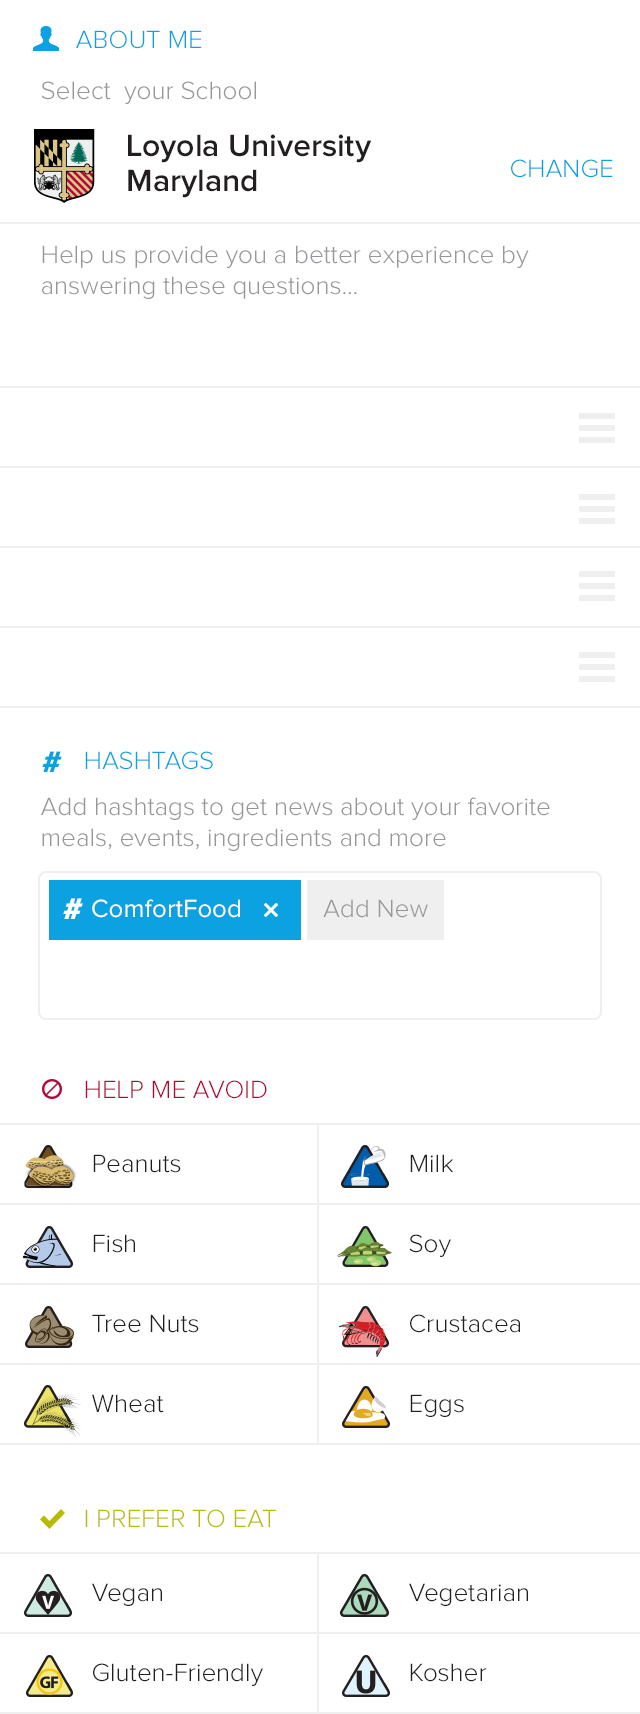 ABOUT ME
Select your School
Loyola University
Maryland
CHANGE
Help us provide you a better experience by
answering these questions...
# HASHTAGS
Add hashtags to get news about your favorite
meals, events, ingredients and more
# ComfortFood × Add New
HELP ME AVOID
Peanuts Milk
Fish Soy
Tree Nuts Crustacea
Wheat Eggs
I PREFER TO EAT
V Vegan V Vegetarian
GF Gluten-Friendly U Kosher